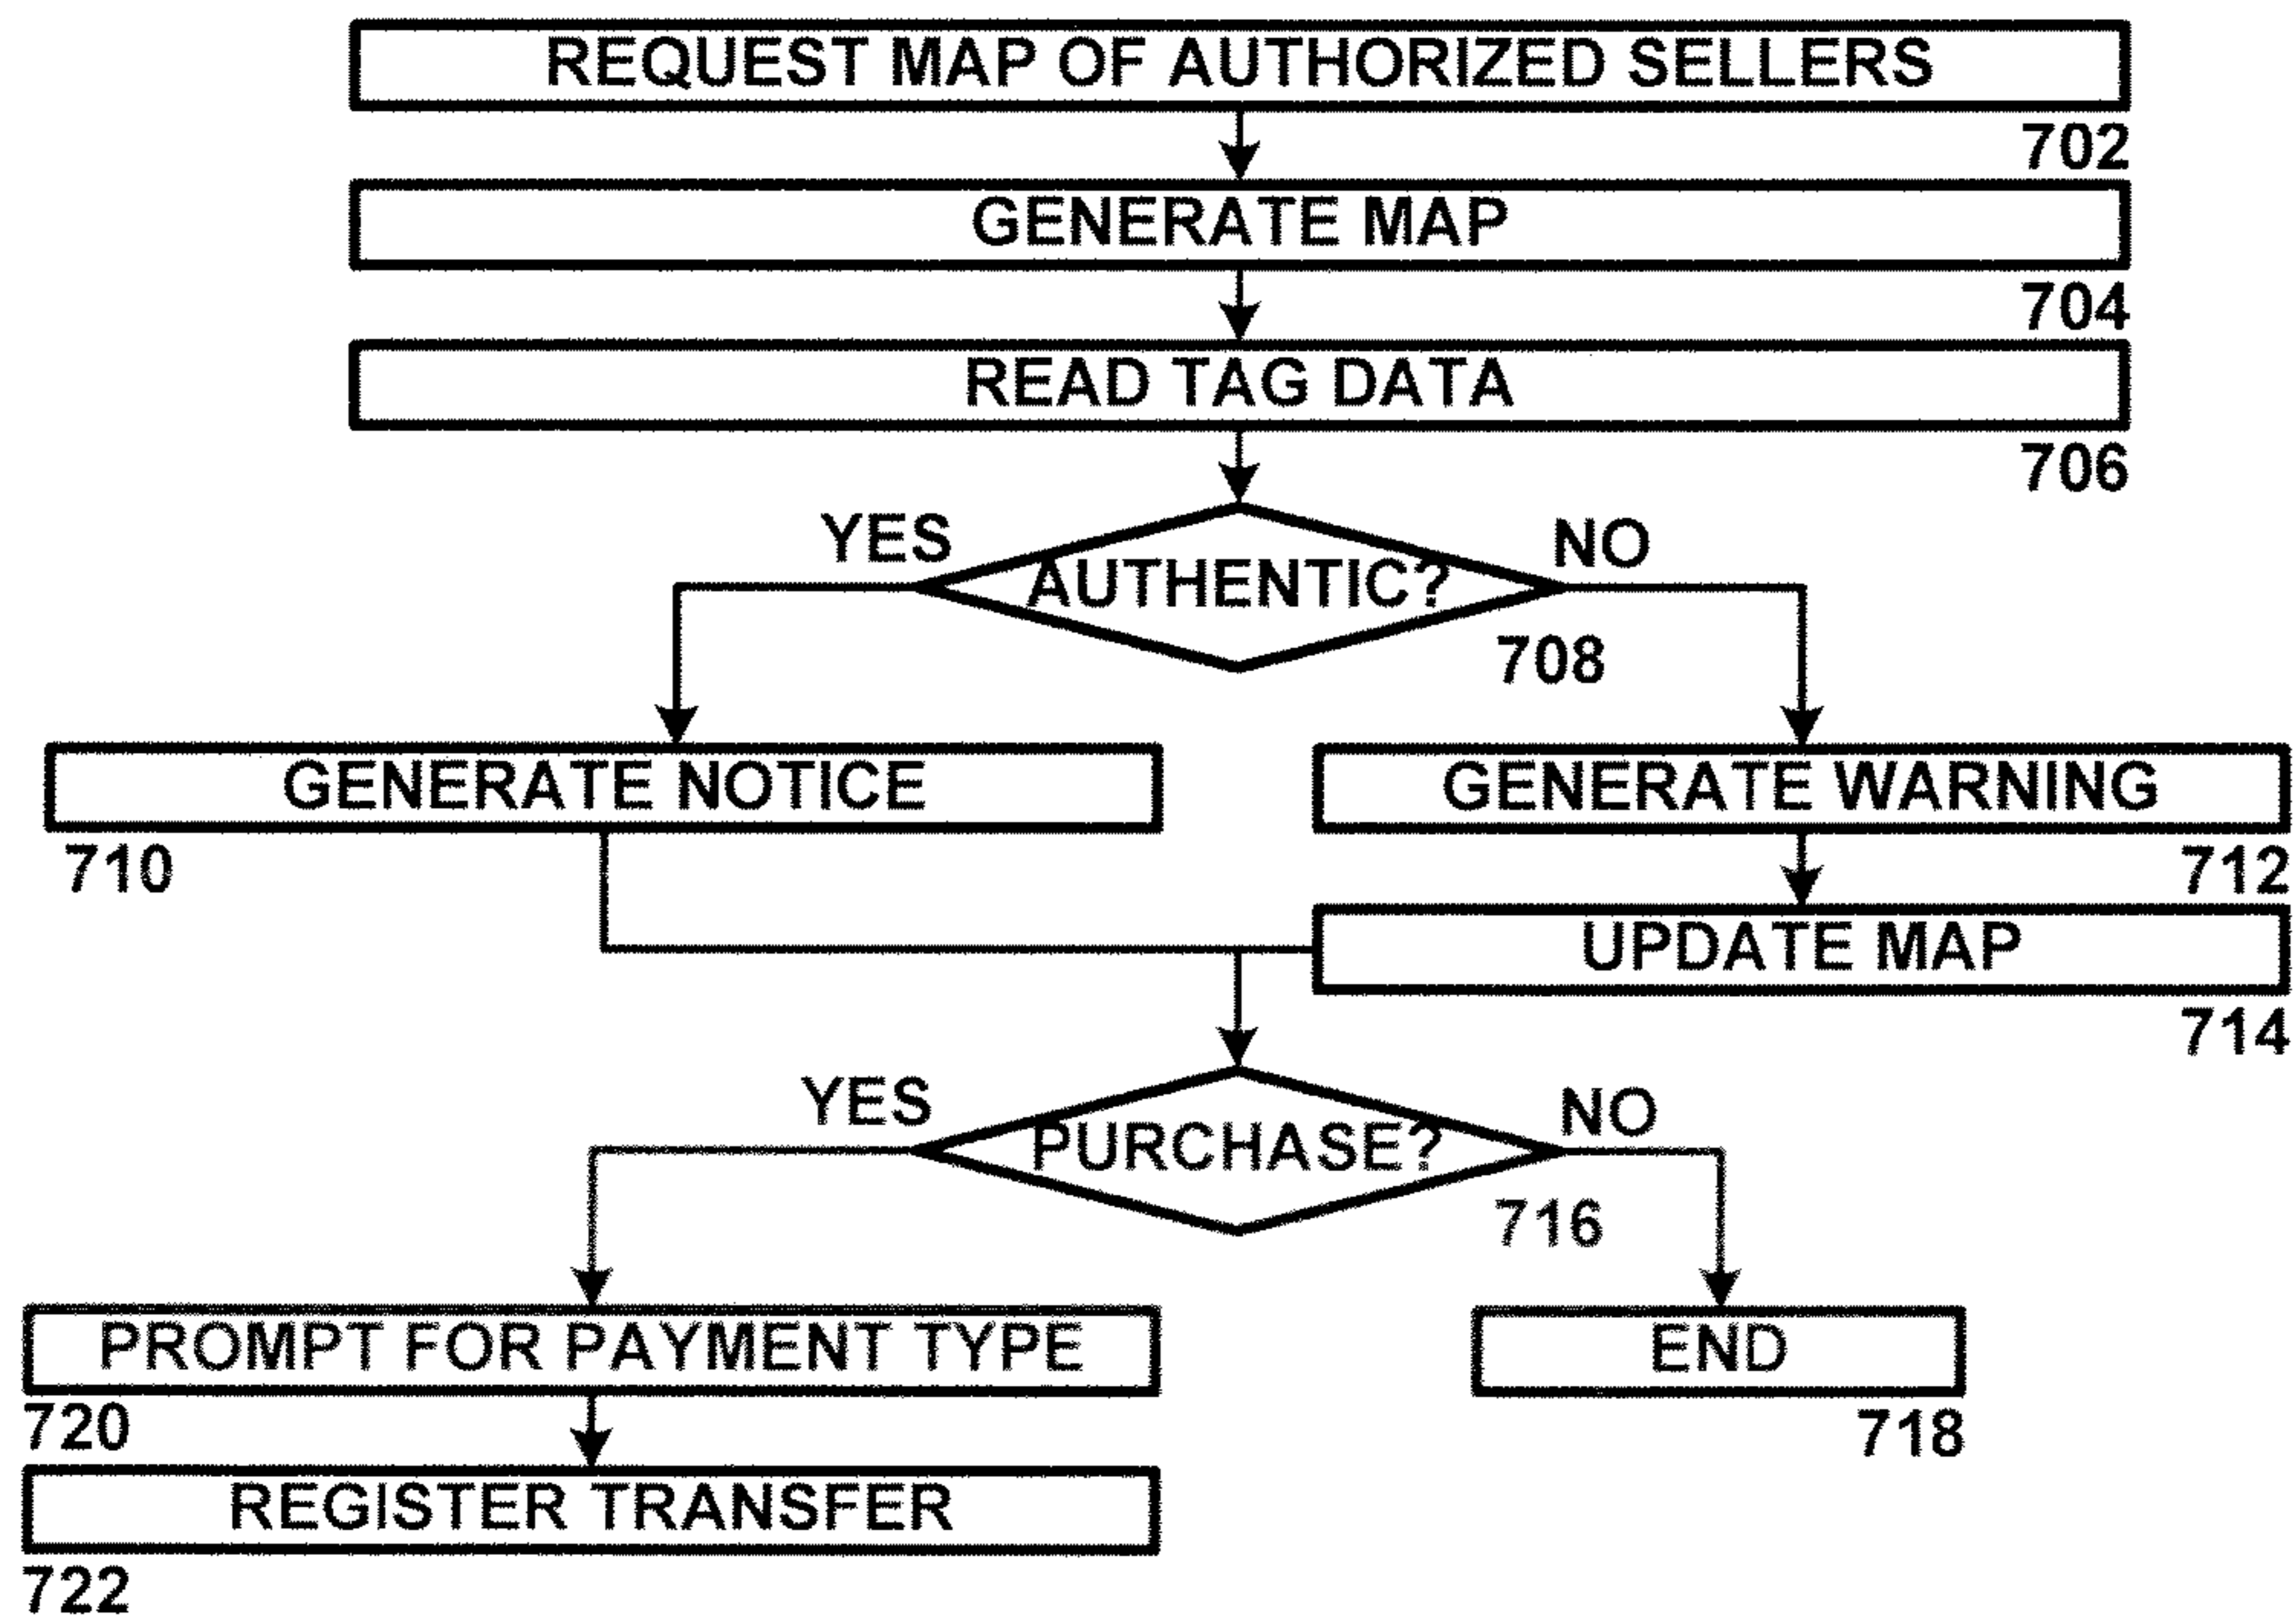 REQUEST MAP OF AUTHORIZED SELLERS
702
GENERATE MAP
704
READ TAG DATA
706
YES
NO
AUTHENTIC?
708
GENERATE NOTICE
710
GENERATE WARNING
712
UPDATE MAP
714
YES
NO
PURCHASE?
716
PROMPT FOR PAYMENT TYPE
720
END
718
REGISTER TRANSFER
722